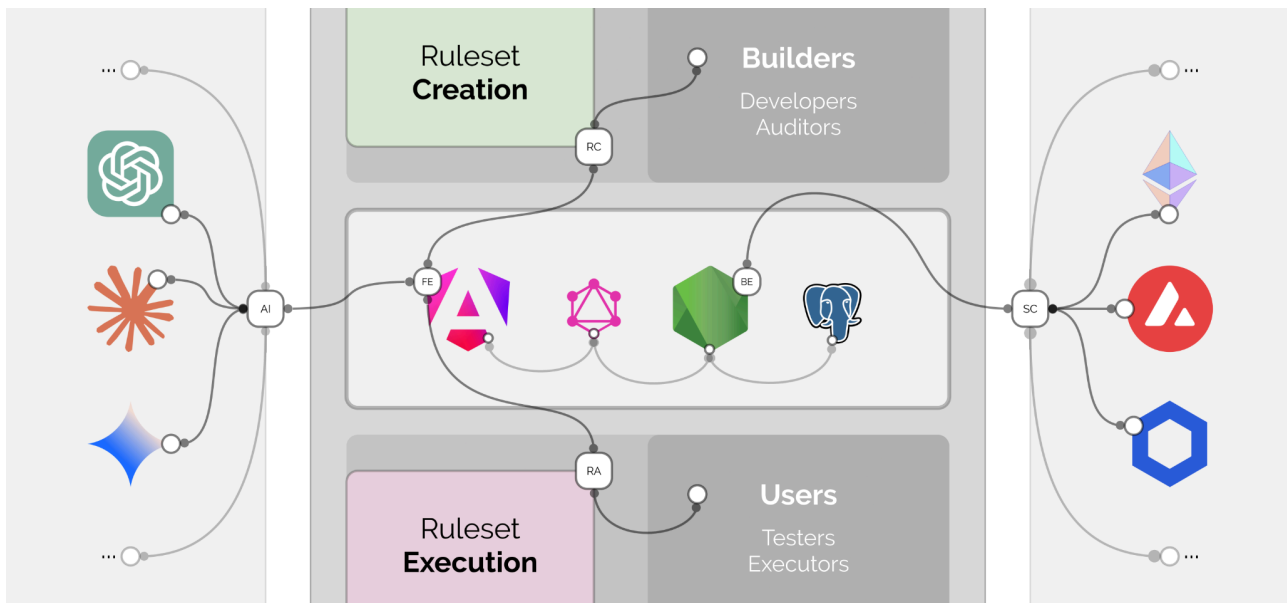 Ruleset
Creation
Builders
Developers
Auditors
...
...
RC
FE
BE
AI
SC
RA
Ruleset
Execution
Users
Testers
Executors
...
...